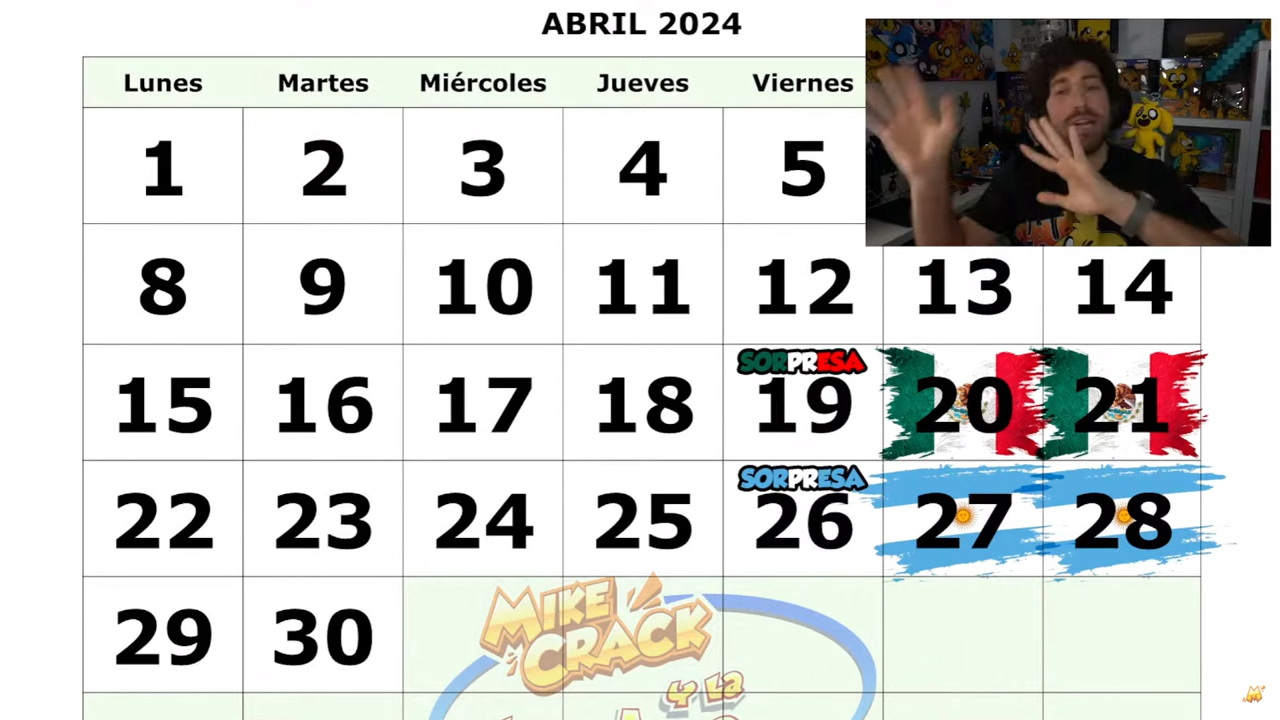 ABRIL 2024
Lunes Martes Miércoles Jueves Viernes
1 2 3 4 5
8 9 10 11 12 13 14
SORPRESA
15 16 17 18 19 20 21
SORPRESA
22 23 24 25 26 27 28
29 30
MIKE
CRACK
Y LA